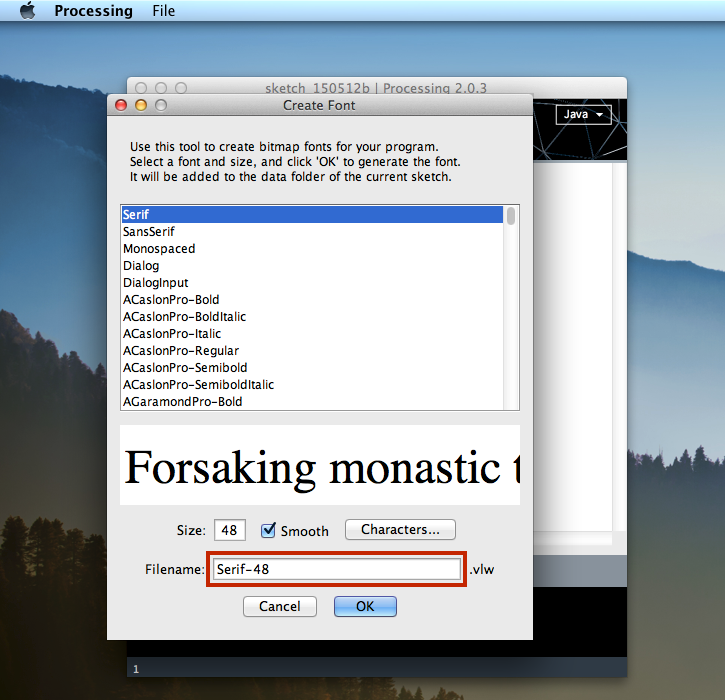 Processing File
sketch_150512b | Processing 2.0.3
Create Font
Java
Use this tool to create bitmap fonts for your program.
Select a font and size, and click 'OK' to generate the font.
It will be added to the data folder of the current sketch.
Serif
SansSerif
Monospaced
Dialog
DialogInput
ACaslonPro-Bold
ACaslonPro-BoldItalic
ACaslonPro-Italic
ACaslonPro-Regular
ACaslonPro-Semibold
ACaslonPro-SemiboldItalic
AGaramondPro-Bold
Forsaking monastic t
Size: 48 Smooth Characters...
Filename: Serif-48 .vlw
Cancel OK
1